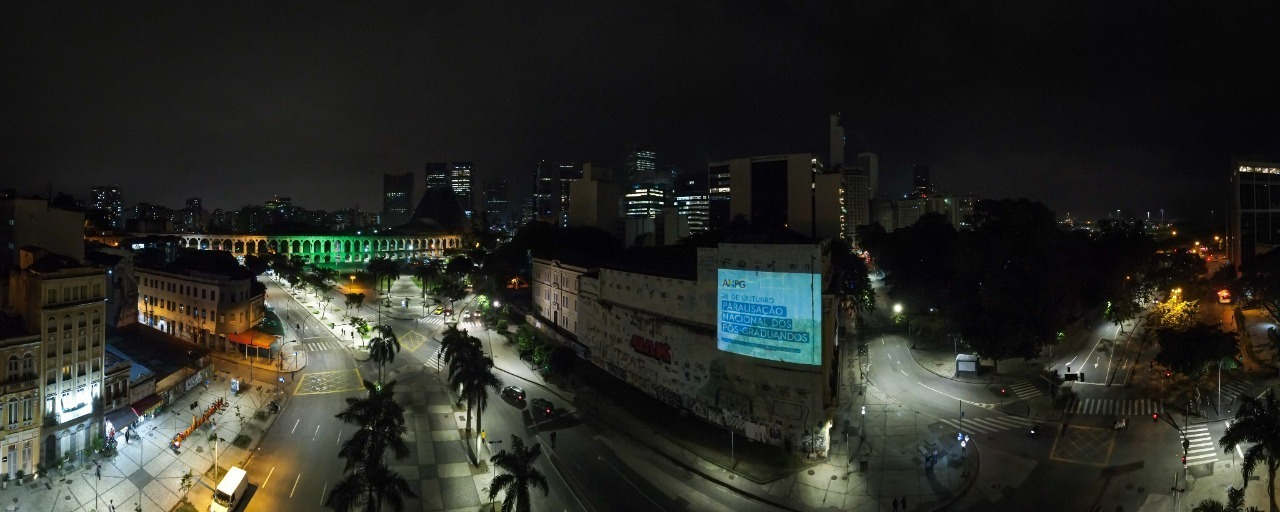 ANPG
26 DE OUTUBRO
PARALISAÇÃO
NACIONAL DOS
PÓS-GRADUANDOS